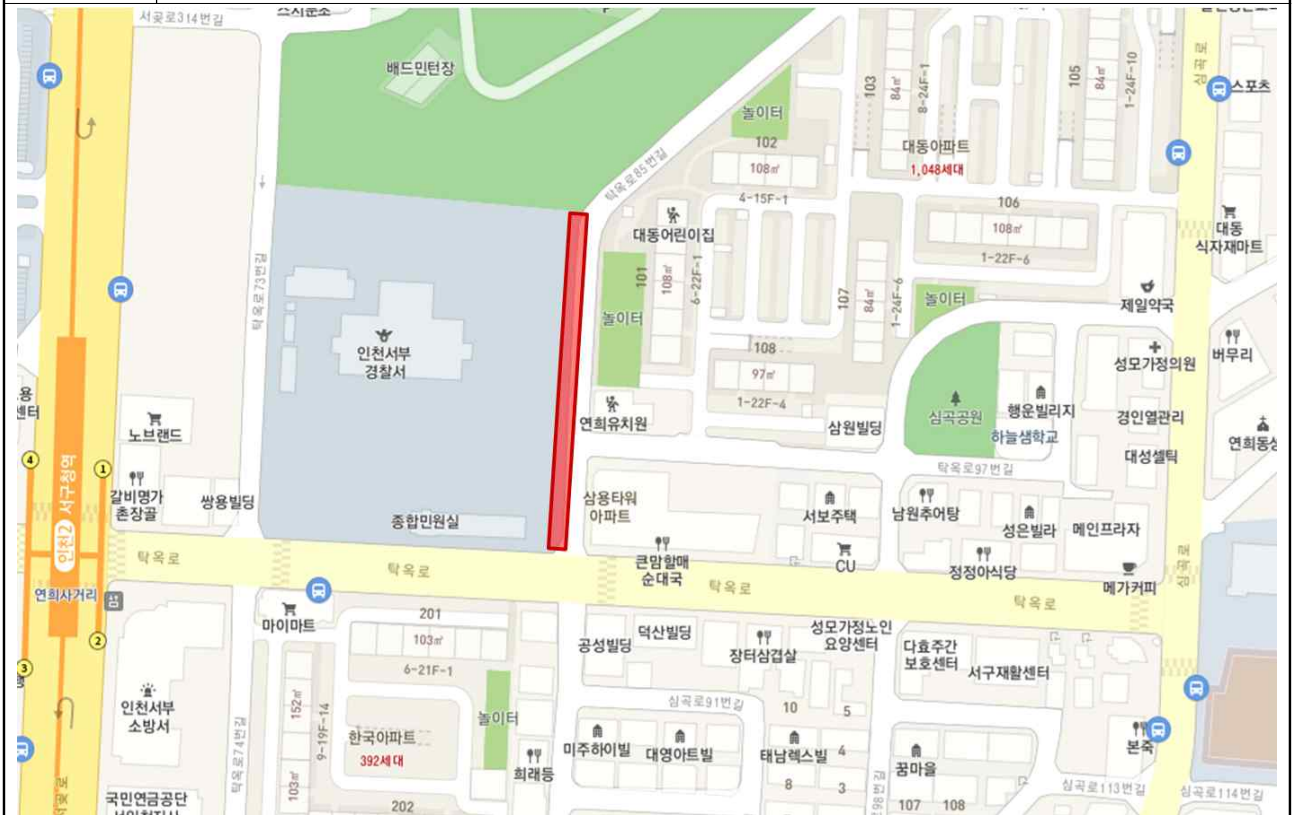 서곶로314번길
배드민턴장
탁옥로85번길
놀이터
102
108㎡
4-15F-1
103
84㎡
8-24F-1
대동아파트
1,048세대
105
84㎡
1-24F-10
심곡로
스포츠
106
108㎡
1-22F-6
대동
식자재마트
대동어린이집
101
108㎡
6-22F-1
놀이터
107
84㎡
1-24F-6
놀이터
제일약국
탁옥로73번길
인천서부
경찰서
108
97㎡
1-22F-4
성모가정의원
버무리
노브랜드
연희유치원
삼원빌딩
심곡공원
행운빌리지
하늘샘학교
경인열관리
대성셀틱
탁옥로97번길
4
1
인천2 서구청역
갈비명가
촌장골
쌍용빌딩
종합민원실
삼용타워
아파트
서보주택
남원추어탕
성은빌라
메인프라자
큰맘할매
순대국
CU
정정아식당
메가커피
심곡로
탁옥로
탁옥로
탁옥로
탁옥로
연희사거리
2
3
마이마트
201
103㎡
6-21F-1
공성빌딩
덕산빌딩
장터삼겹살
성모가정노인
요양센터
다효주간
보호센터
서구재활센터
인천서부
소방서
탁옥로74번길
152㎡
9-19F-14
한국아파트
392세대
놀이터
심곡로91번길
10
5
미주하이빌
대영아트빌
태남렉스빌
4
꿈마을
본죽
희래등
103㎡
8
3
국민연금공단
202
107
108
심곡로113번길
심곡로114번길